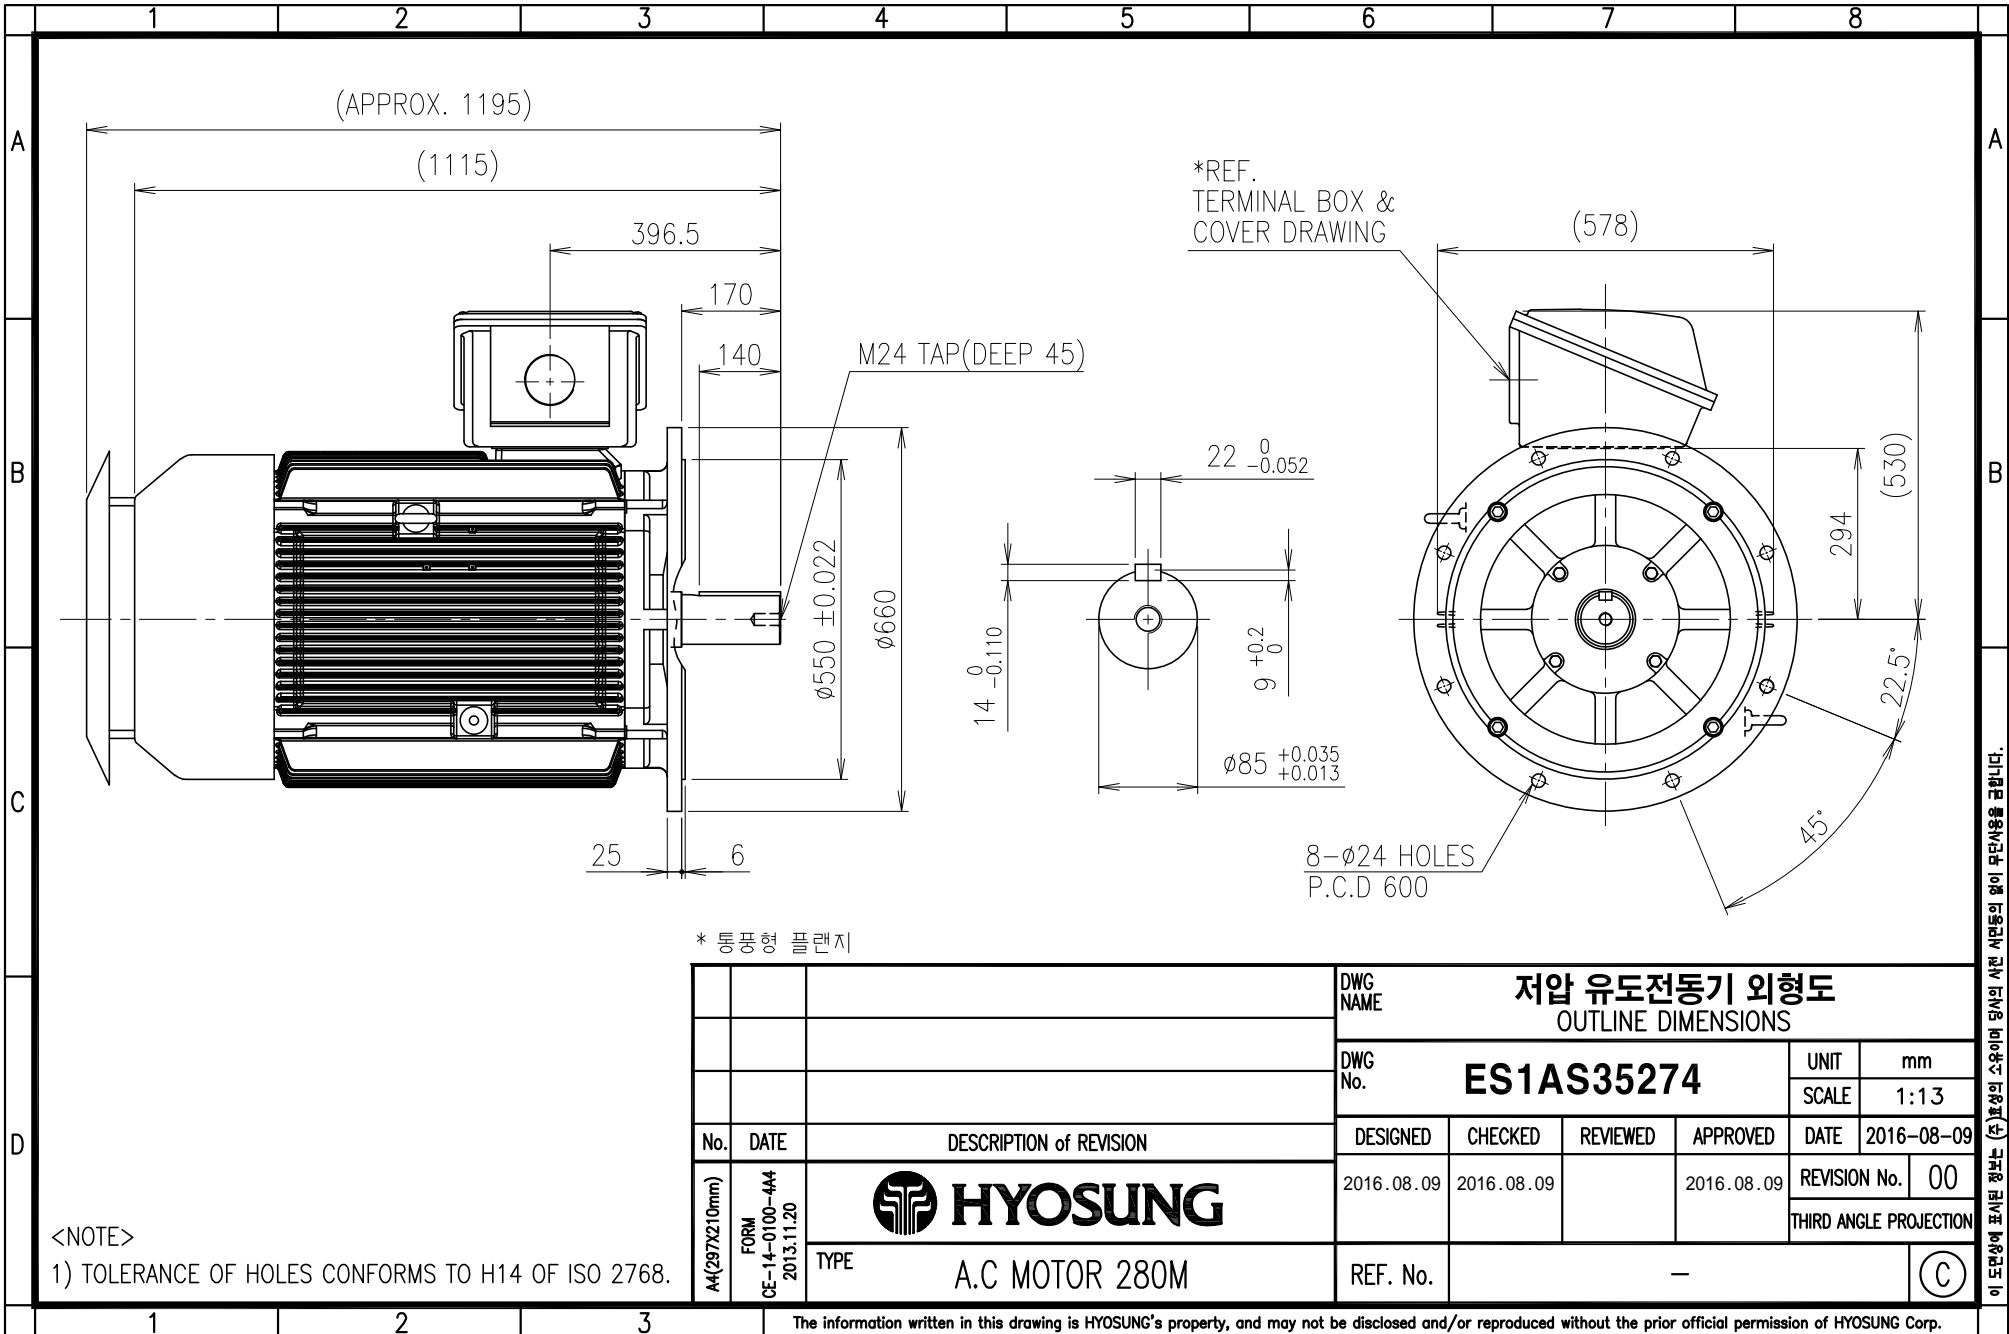 1 2 3 4 5 6 7 8
A A
B B
C C
D
(APPROX. 1195)
(1115)
396.5
170
140
M24 TAP(DEEP 45)
ø550 ±0.022
ø660
25 6
22 0 -0.052
14 0 -0.110
9 +0.2 0
ø85 +0.035 +0.013
*REF.
TERMINAL BOX &
COVER DRAWING
(578)
(530)
294
22.5°
45°
8-ø24 HOLES
P.C.D 600
* 통풍형 플랜지
<NOTE>
1) TOLERANCE OF HOLES CONFORMS TO H14 OF ISO 2768.
No. DATE DESCRIPTION of REVISION
A4(297X210mm)
FORM
CE-14-0100-4A4
2013.11.20
HYOSUNG
TYPE A.C MOTOR 280M
DWG
NAME
저압 유도전동기 외형도
OUTLINE DIMENSIONS
DWG
No.
ES1AS35274
UNIT mm
SCALE 1:13
DESIGNED CHECKED REVIEWED APPROVED DATE 2016-08-09
2016.08.09 2016.08.09 2016.08.09
REVISION No. 00
THIRD ANGLE PROJECTION
REF. No. - C
이 도면상에 표시된 정보는 (주)효성의 소유이며 당사의 사전 서면동의 없이 무단사용을 금합니다.
1 2 3
The information written in this drawing is HYOSUNG's property, and may not be disclosed and/or reproduced without the prior official permission of HYOSUNG Corp.